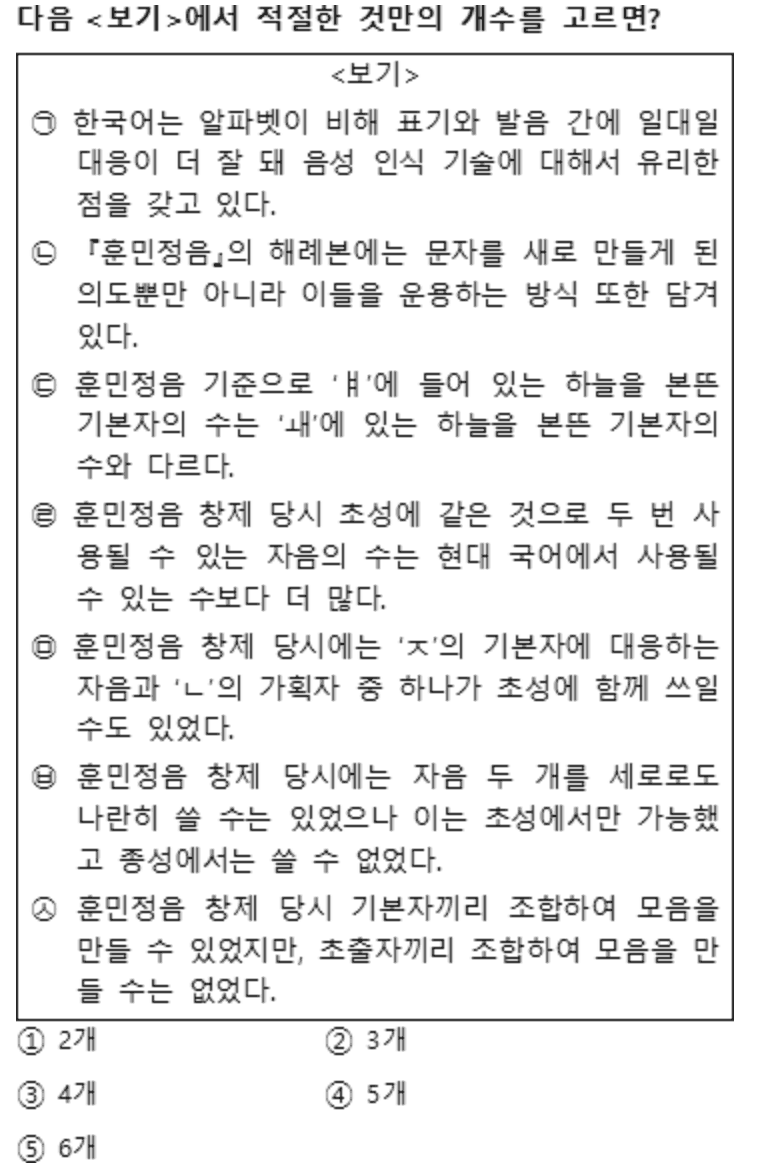 다음 <보기>에서 적절한 것만의 개수를 고르면?
<보기>
㉠ 한국어는 알파벳이 비해 표기와 발음 간에 일대일
대응이 더 잘 돼 음성 인식 기술에 대해서 유리한
점을 갖고 있다.
㉡ 『훈민정음』의 해례본에는 문자를 새로 만들게 된
의도뿐만 아니라 이들을 운용하는 방식 또한 담겨
있다.
㉢ 훈민정음 기준으로 'ㅒ'에 들어 있는 하늘을 본뜬
기본자의 수는 'ㅙ'에 있는 하늘을 본뜬 기본자의
수와 다르다.
㉣ 훈민정음 창제 당시 초성에 같은 것으로 두 번 사
용될 수 있는 자음의 수는 현대 국어에서 사용될
수 있는 수보다 더 많다.
㉤ 훈민정음 창제 당시에는 'ㅈ'의 기본자에 대응하는
자음과 'ㄴ'의 가획자 중 하나가 초성에 함께 쓰일
수도 있었다.
㉥ 훈민정음 창제 당시에는 자음 두 개를 세로로도
나란히 쓸 수는 있었으나 이는 초성에서만 가능했
고 종성에서는 쓸 수 없었다.
㉦ 훈민정음 창제 당시 기본자끼리 조합하여 모음을
만들 수 있었지만, 초출자끼리 조합하여 모음을 만
들 수는 없었다.
① 2개 ② 3개
③ 4개 ④ 5개
⑤ 6개